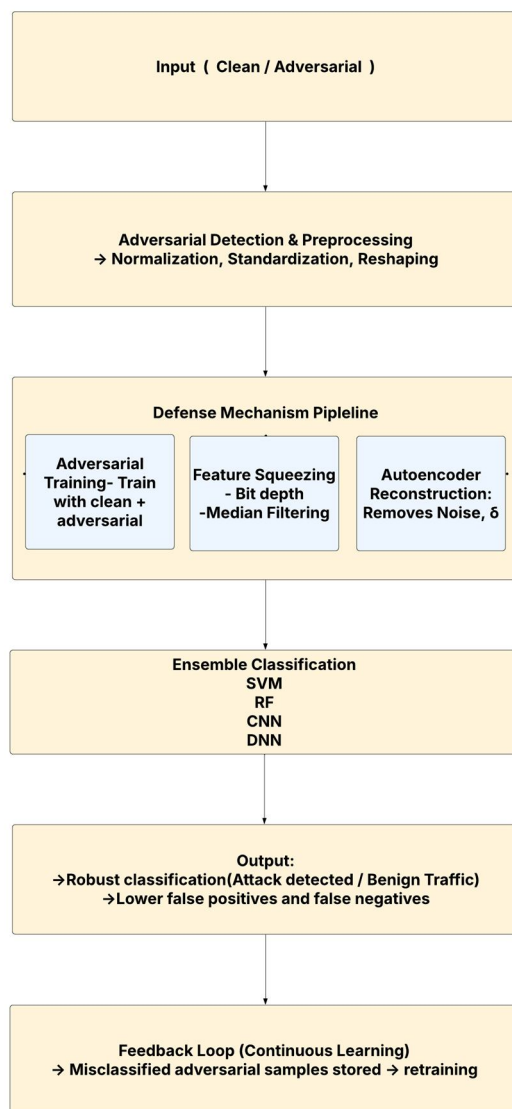 Input ( Clean / Adversarial )
Adversarial Detection & Preprocessing
→ Normalization, Standardization, Reshaping
Defense Mechanism Pipleline
Adversarial
Training- Train
with clean +
adversarial
Feature Squeezing
- Bit depth
-Median Filtering
Autoencoder
Reconstruction:
Removes Noise, δ
Ensemble Classification
SVM
RF
CNN
DNN
Output:
→Robust classification(Attack detected / Benign Traffic)
→Lower false positives and false negatives
Feedback Loop (Continuous Learning)
→ Misclassified adversarial samples stored → retraining